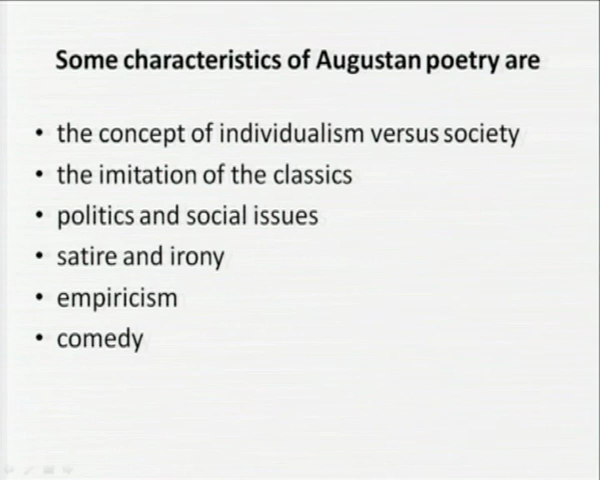 Some characteristics of Augustan poetry are
• the concept of individualism versus society
• the imitation of the classics
• politics and social issues
• satire and irony
• empiricism
• comedy